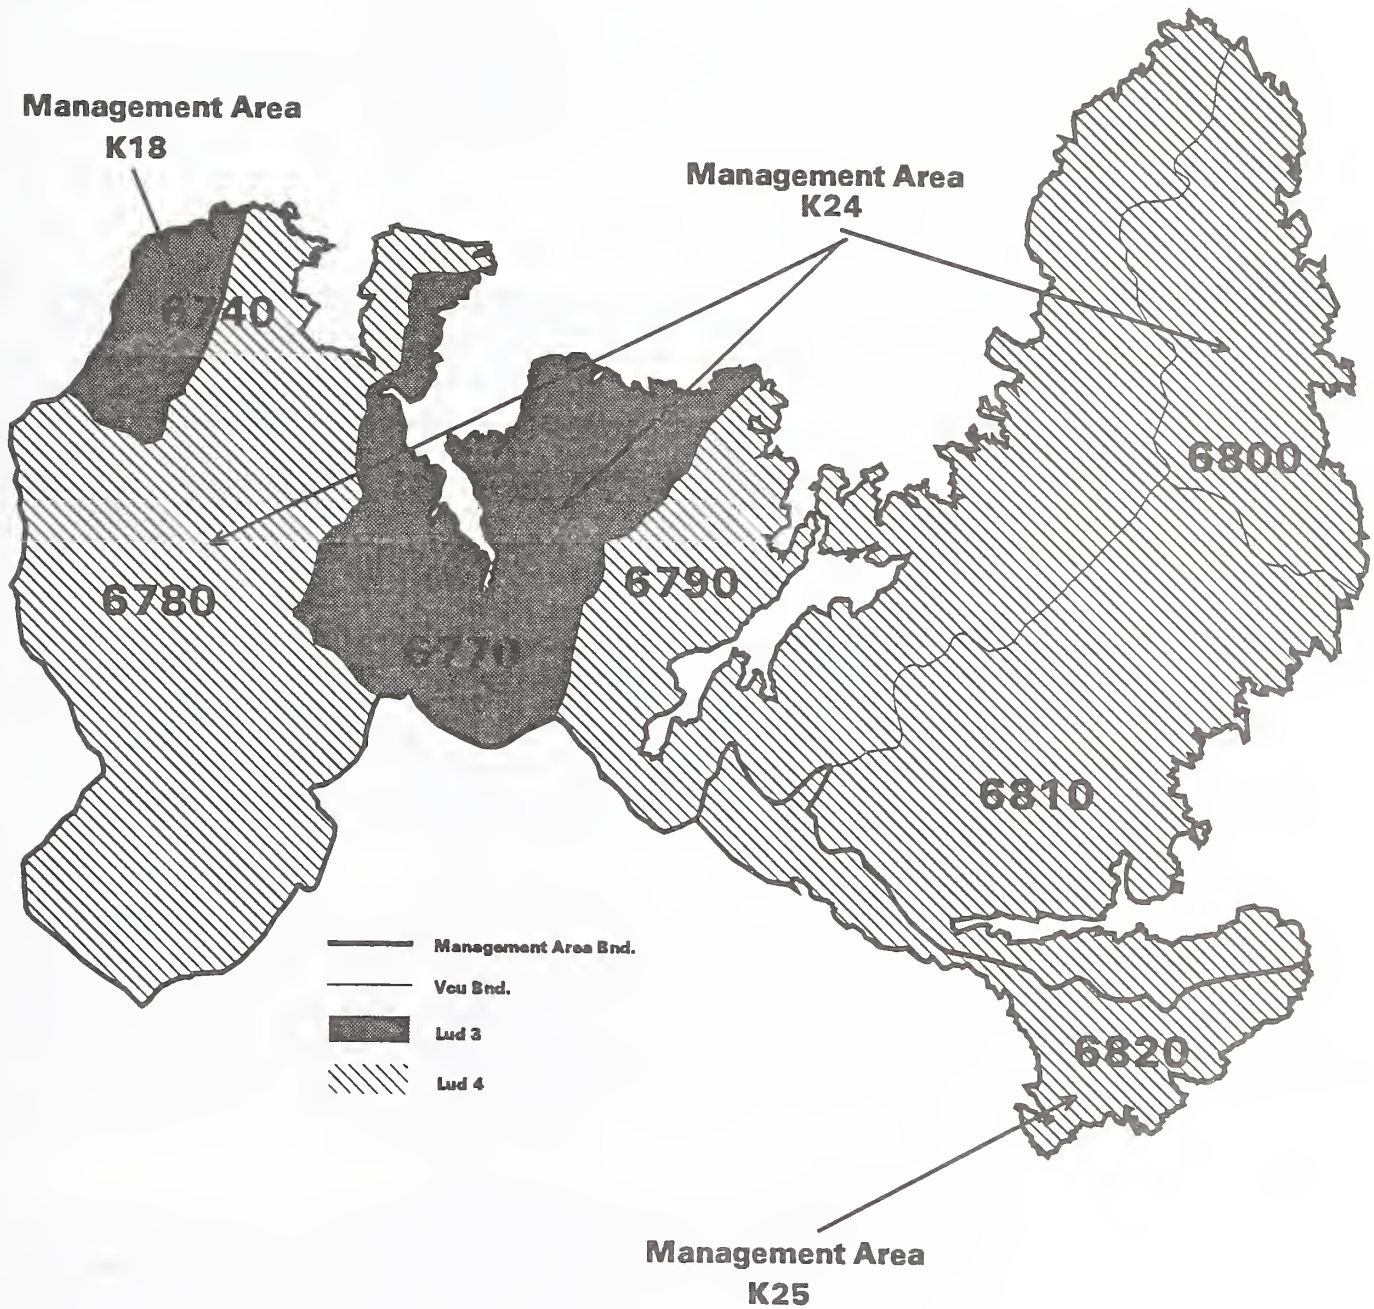 Management Area
K18
Management Area
K24
6740
6800
6790
6780
6770
6810
Management Area Bnd.
Vcu Bnd.
Lud 3
Lud 4
6820
Management Area
K25